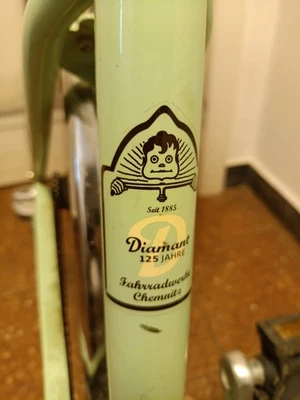 Seit 1885
D
Diamant
125 JAHRE
Fahrradwerke
Chemnitz